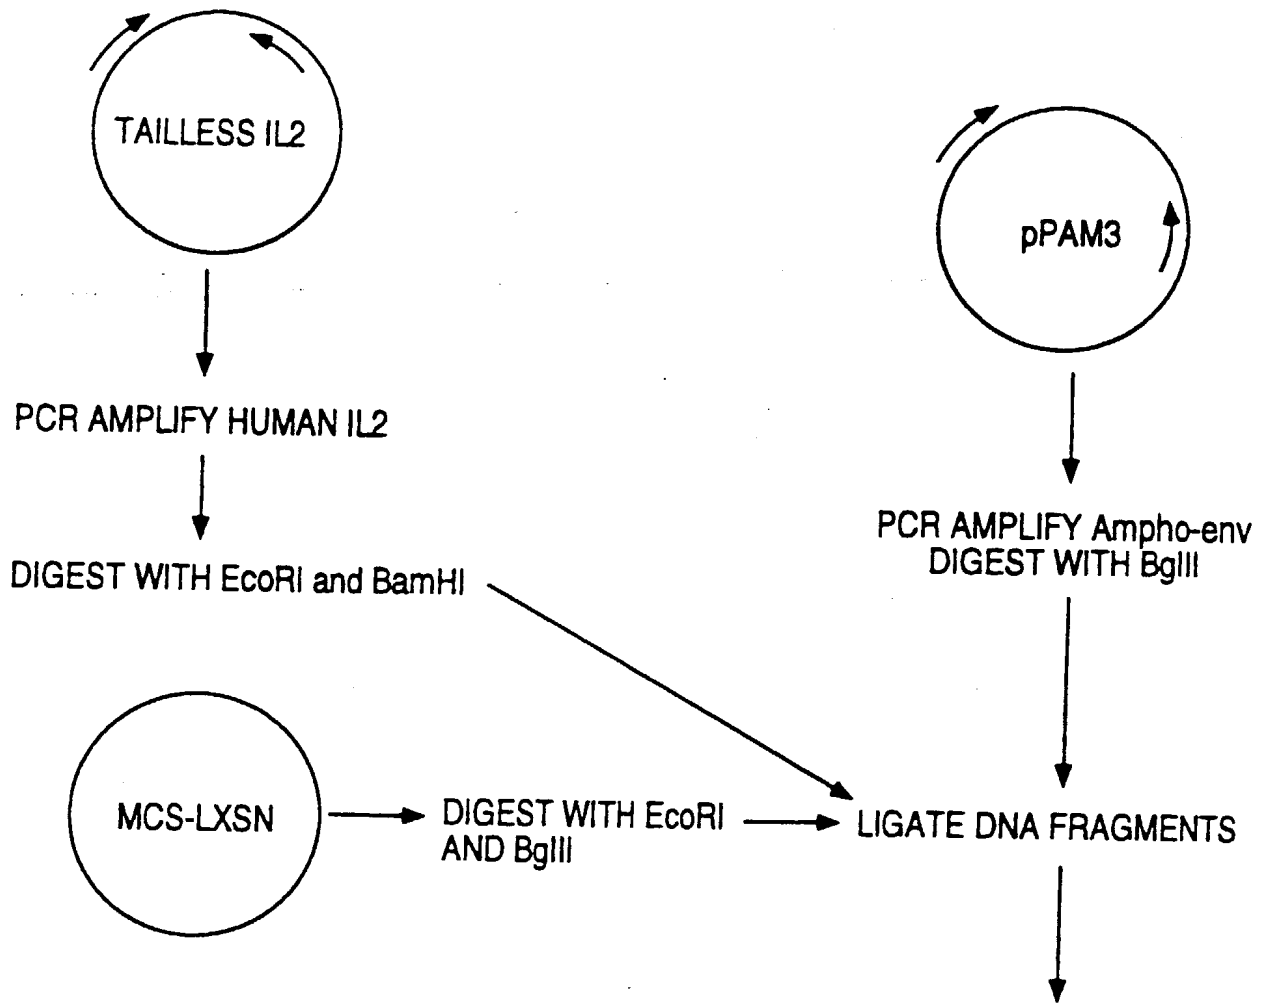 TAILLESS IL2
pPAM3
PCR AMPLIFY HUMAN IL2
PCR AMPLIFY Ampho-env
DIGEST WITH BglII
DIGEST WITH EcoRI and BamHI
MCS-LXSN
DIGEST WITH EcoRI
AND BglII
LIGATE DNA FRAGMENTS